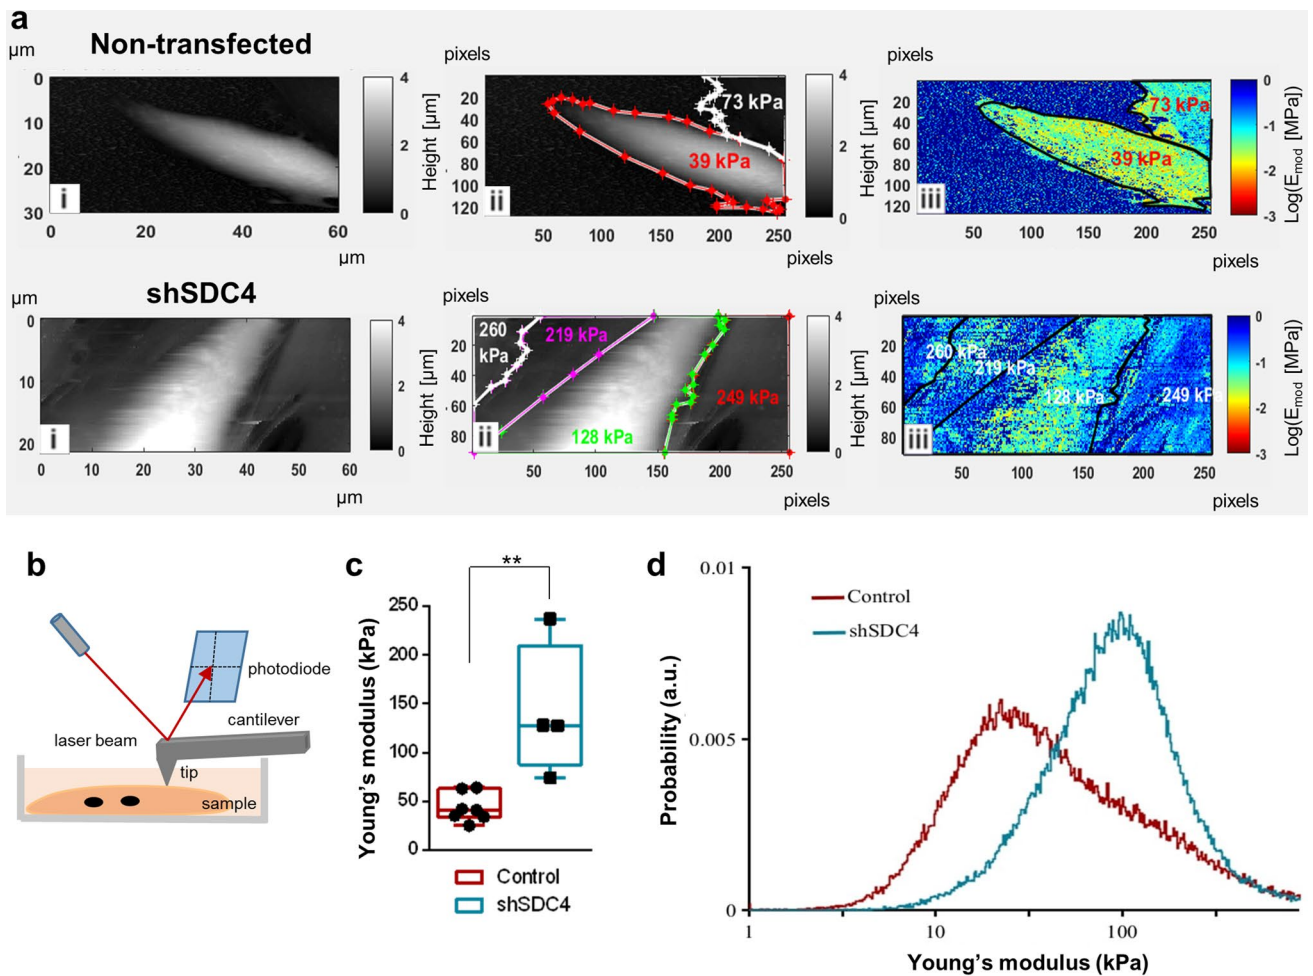 a
Non-transfected
µm
0
10
20
30
0
20
40
60
µm
i
4
2
0
Height [µm]
pixels
20
40
60
80
100
120
50
100
150
200
250
pixels
73 kPa
39 kPa
ii
4
2
0
Height [µm]
20
40
60
80
100
120
50
100
150
200
250
pixels
73 kPa
39 kPa
iii
0
-1
-2
-3
Log(Emod [MPa])
shSDC4
µm
0
10
20
0
10
20
30
40
50
60
µm
i
4
2
0
Height [µm]
pixels
20
40
60
80
50
100
150
200
250
pixels
260
kPa
219 kPa
249 kPa
128 kPa
ii
4
2
0
Height [µm]
pixels
20
40
60
80
50
100
150
200
250
pixels
260 kPa
219 kPa
128 kPa
249 kPa
iii
0
-1
-2
-3
Log(Emod [MPa])
b
photodiode
cantilever
laser beam
tip
sample
c
**
Young's modulus (kPa)
250
200
150
100
50
0
Control
shSDC4
d
0.01
0.005
0
Probability (a.u.)
Control
shSDC4
1
10
100
Young's modulus (kPa)